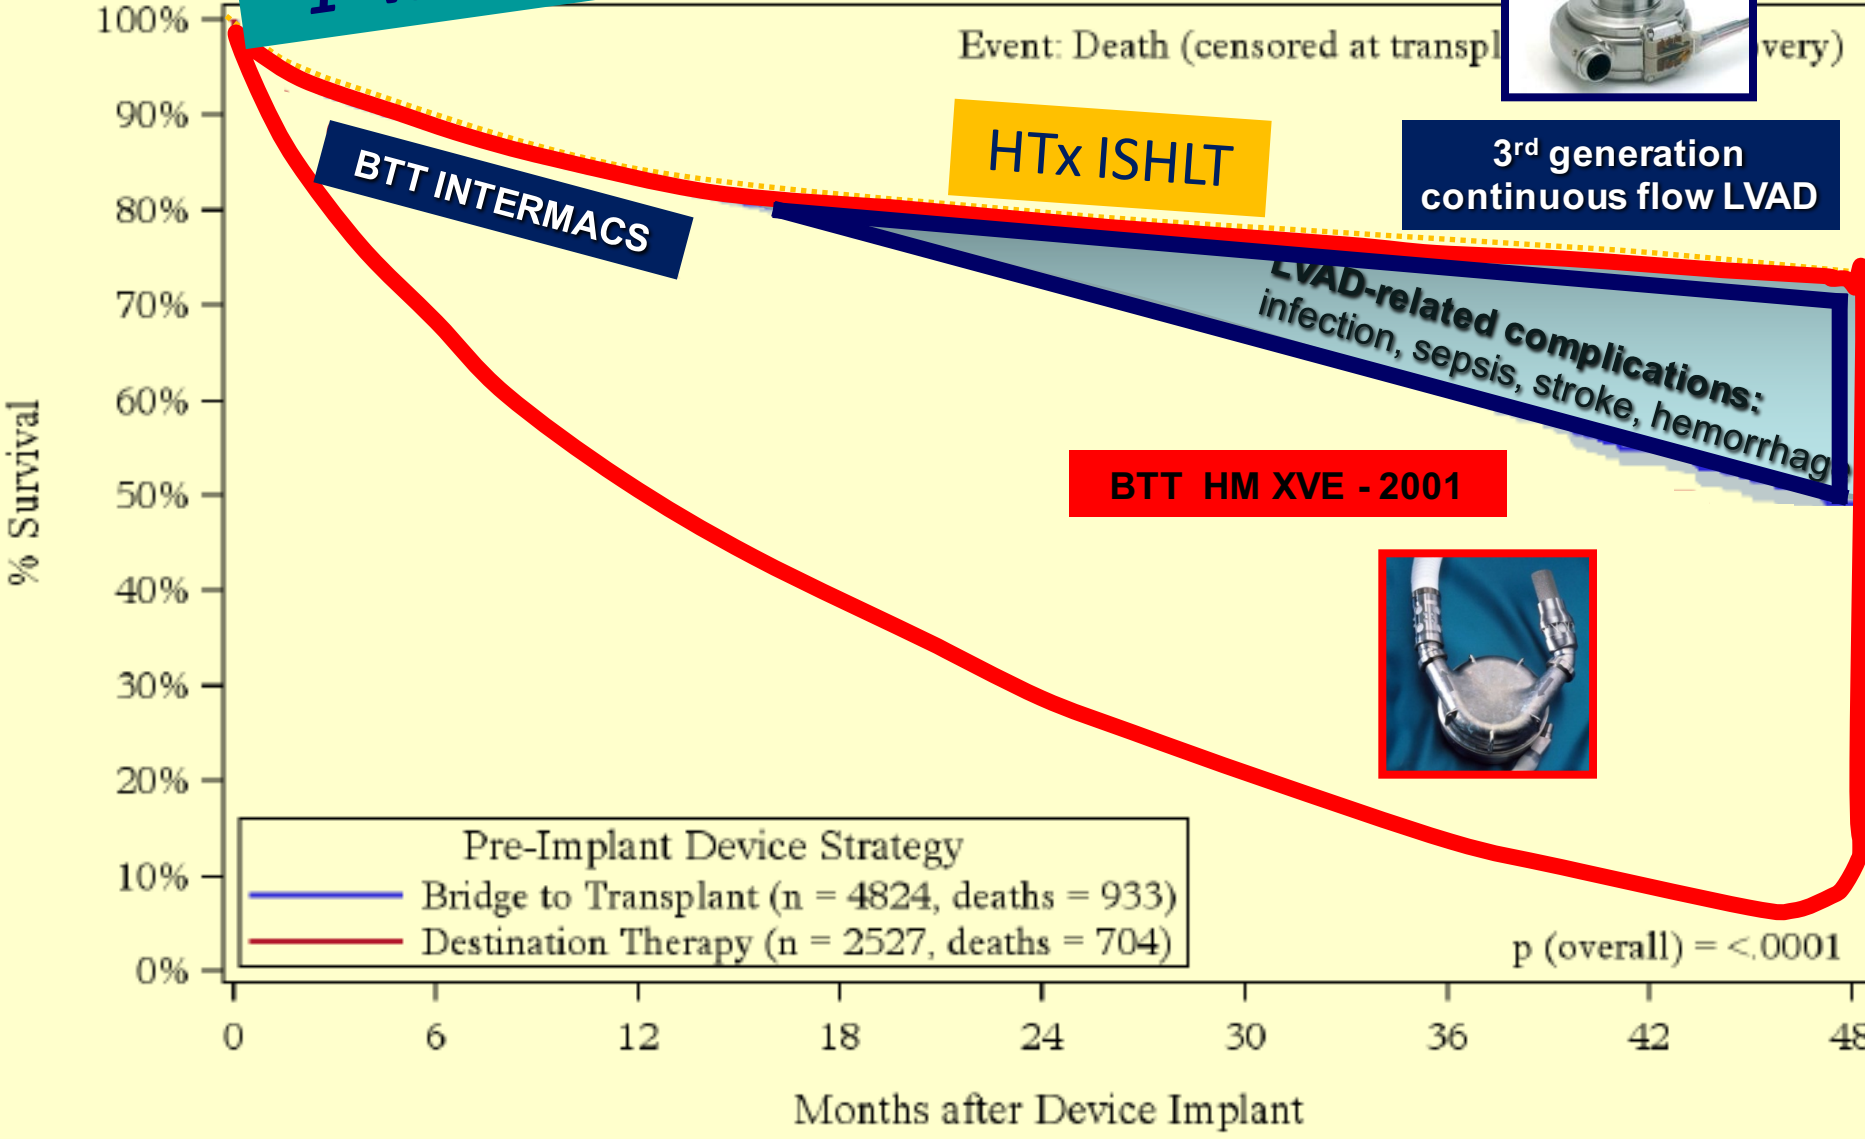 100%
Event: Death (censored at transpl
very)
90%
HTx ISHLT
3rd generation
continuous flow LVAD
BTT INTERMACS
80%
70%
LVAD-related complications:
infection, sepsis, stroke, hemorrhag
60%
50%
BTT HM XVE - 2001
% Survival
40%
30%
20%
Pre-Implant Device Strategy
10%
Bridge to Transplant (n = 4824, deaths = 933)
Destination Therapy (n = 2527, deaths = 704)
p (overall) = <.0001
0%
0 6 12 18 24 30 36 42 48
Months after Device Implant